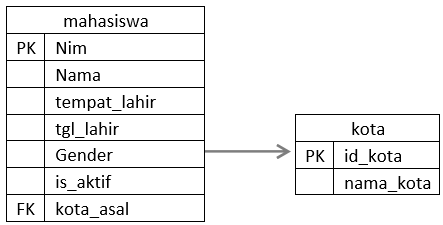 mahasiswa
PK Nim
Nama
tempat_lahir
tgl_lahir
Gender
is_aktif
FK kota_asal
kota
PK id_kota
nama_kota